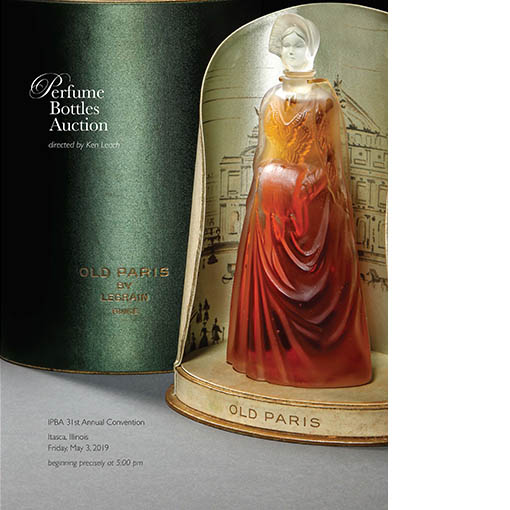 Perfume
Bottles
Auction
directed by Ken Leach
OLD PARIS
BY
LEGRAIN
OLD PARIS
IPBA 31st Annual Convention
Itasca, Illinois
Friday, May 3, 2019
beginning precisely at 5:00 pm